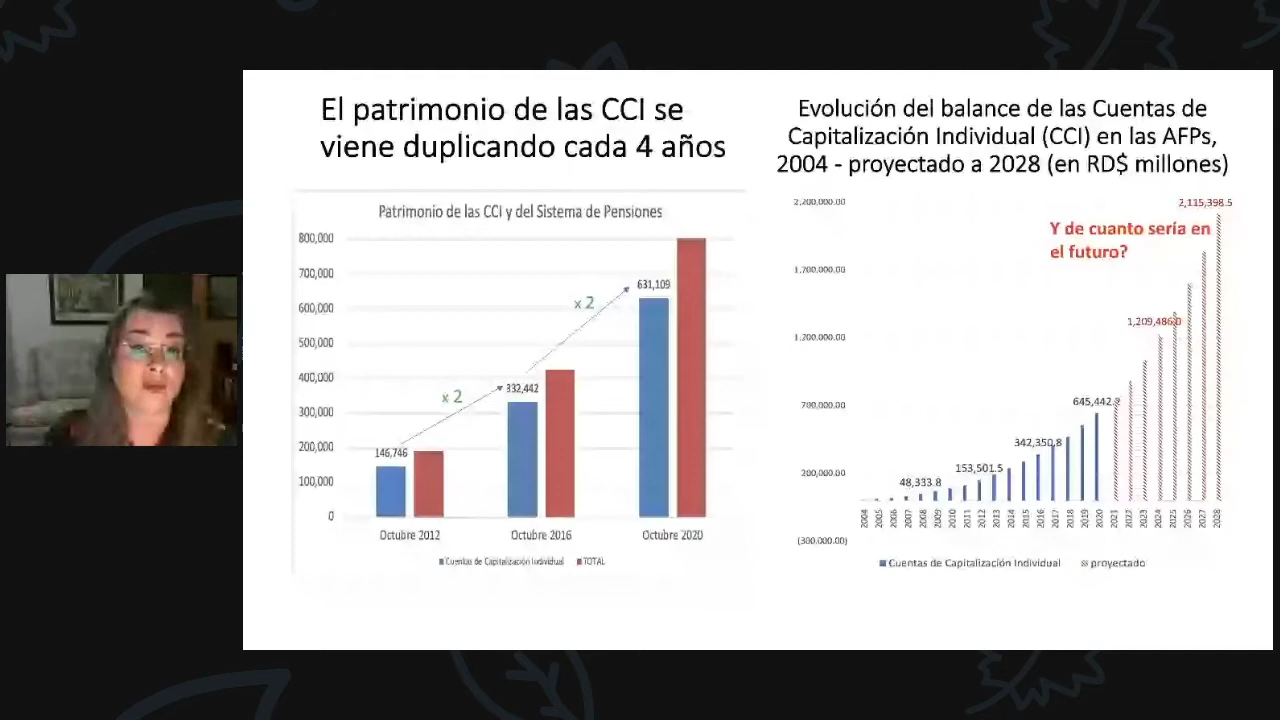 El patrimonio de las CCI se
viene duplicando cada 4 años
Patrimonio de las CCI y del Sistema de Pensiones
800,000
700,000
600,000
500,000
400,000
300,000
200,000
100,000
0
146,746
x 2
332,442
x 2
631,109
Octubre 2012
Octubre 2016
Octubre 2020
Cuentas de Capitalización Individual
TOTAL
Evolución del balance de las Cuentas de
Capitalización Individual (CCI) en las AFPs,
2004 - proyectado a 2028 (en RD$ millones)
2,200,000.00
1,700,000.00
1,200,000.00
700,000.00
200,000.00
(300,000.00)
Y de cuanto sería en
el futuro?
48,333.8
153,501.5
342,350.8
645,442.9
1,209,486.0
2,115,398.5
2004
2005
2006
2007
2008
2009
2010
2011
2012
2013
2014
2015
2016
2017
2018
2019
2020
2021
2022
2023
2024
2025
2026
2027
2028
Cuentas de Capitalización Individual
proyectado